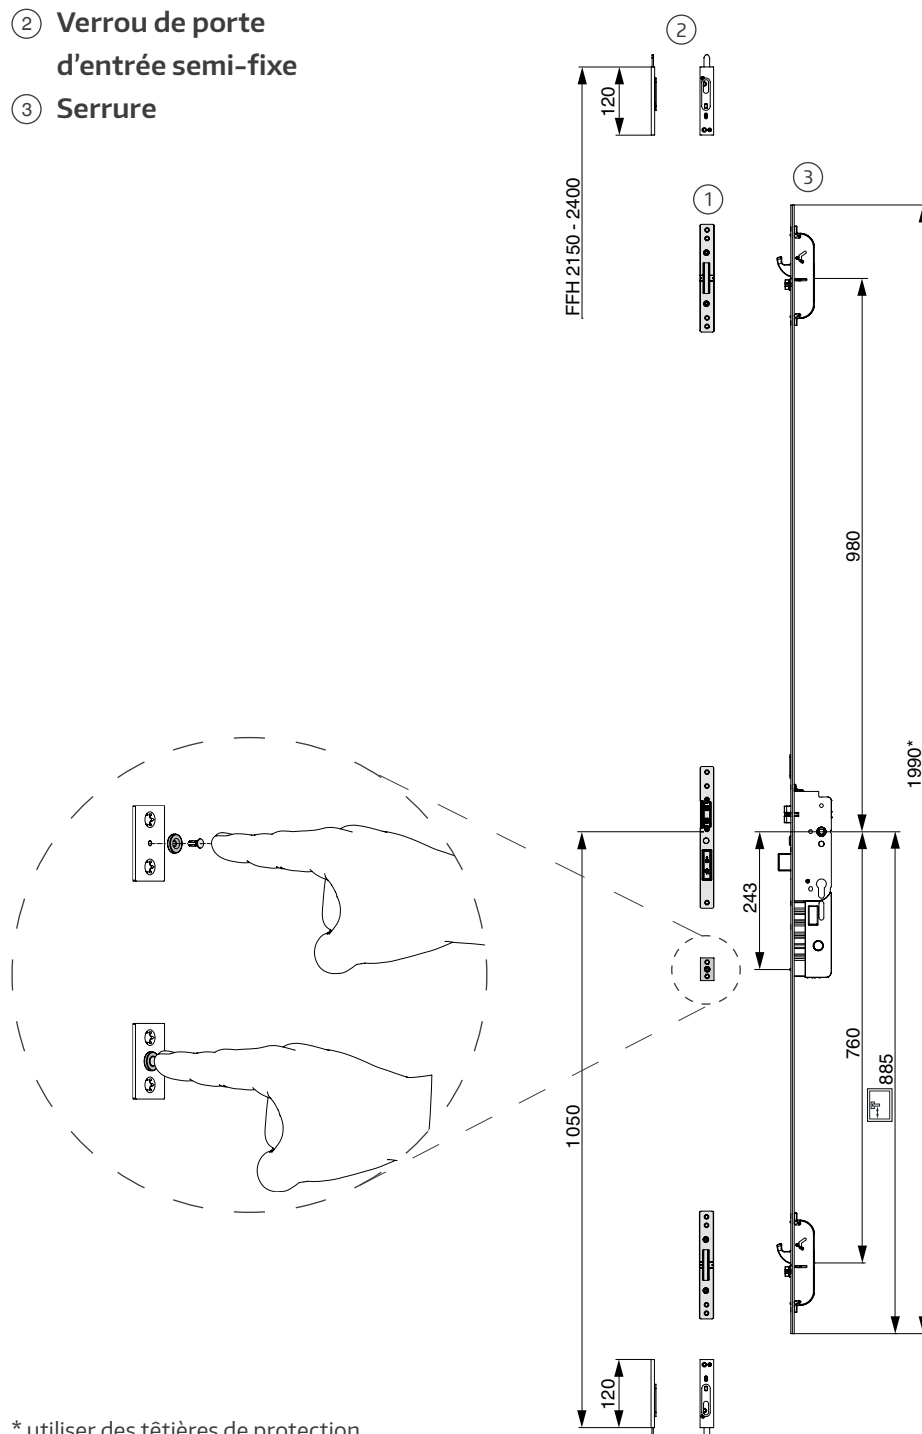 ② Verrou de porte
d'entrée semi-fixe
③ Serrure
②
120
③
①
FFH 2150 - 2400
980
1990*
243
760
885
1050
120
* utiliser des têtières de protection